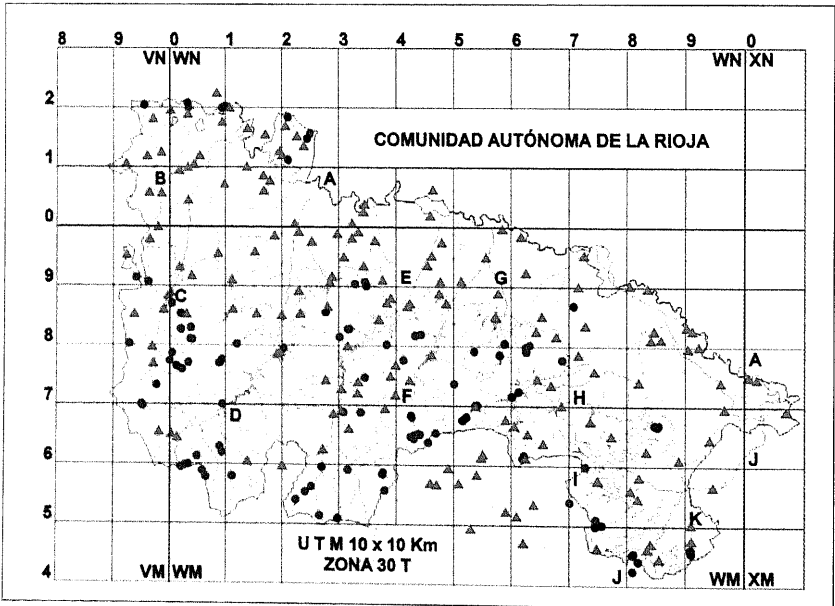 8 9 0 1 2 3 4 5 6 7 8 9 0
VN WN WN XN
2
COMUNIDAD AUTÓNOMA DE LA RIOJA
1
B A
0
E G
9
C
8
A
F H
7
D
J
6
I
K
5
U T M 10 x 10 Km
ZONA 30 T
J
4
VM WM WM XM